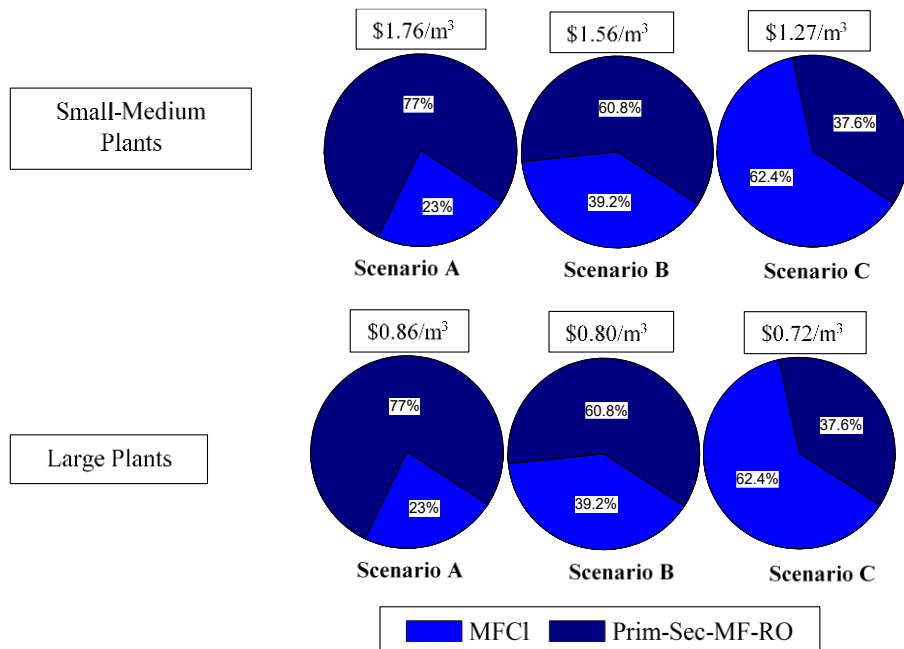 $1.76/m³
$1.56/m³
$1.27/m³
Small-Medium
Plants
77%
23%
60.8%
39.2%
37.6%
62.4%
Scenario A
Scenario B
Scenario C
$0.86/m³
$0.80/m³
$0.72/m³
Large Plants
77%
23%
60.8%
39.2%
37.6%
62.4%
Scenario A
Scenario B
Scenario C
MFCl
Prim-Sec-MF-RO